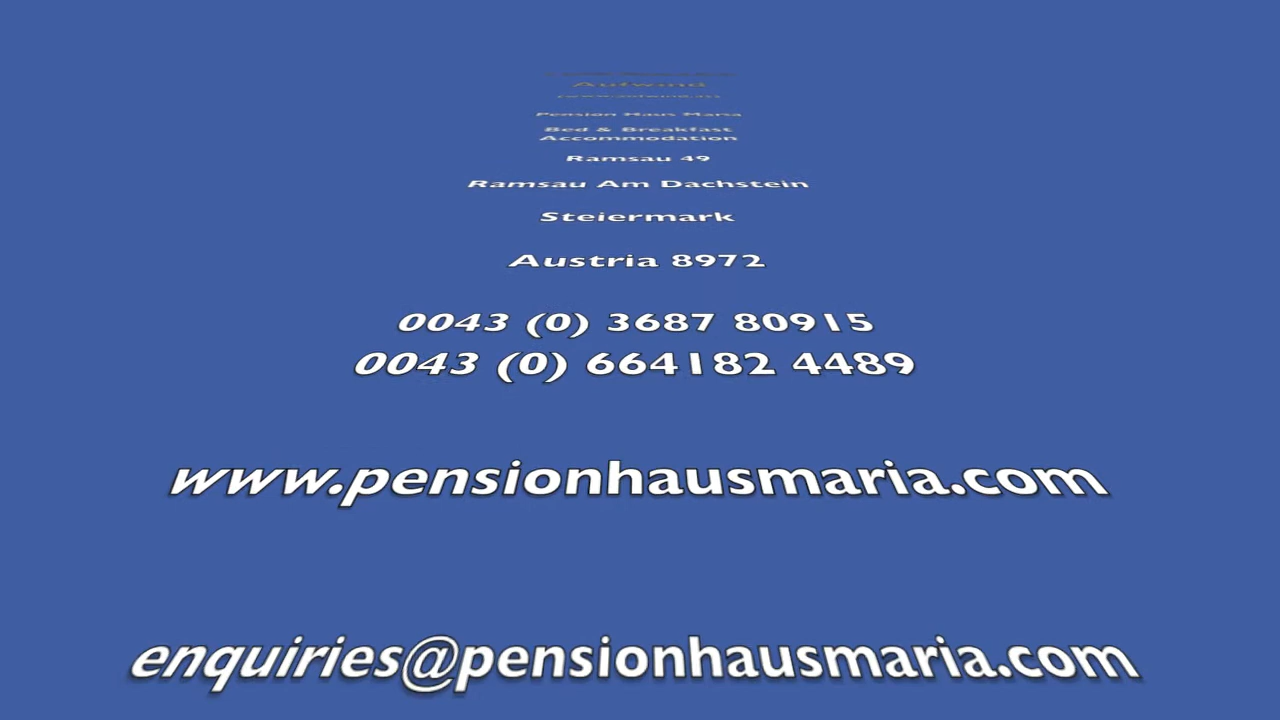 Aufwind
Pension Haus Maria
Bed & Breakfast
Accommodation
Ramsau 49
Ramsau Am Dachstein
Steiermark
Austria 8972
0043 (0) 3687 80915
0043 (0) 664182 4489
www.pensionhausmaria.com
enquiries@pensionhausmaria.com